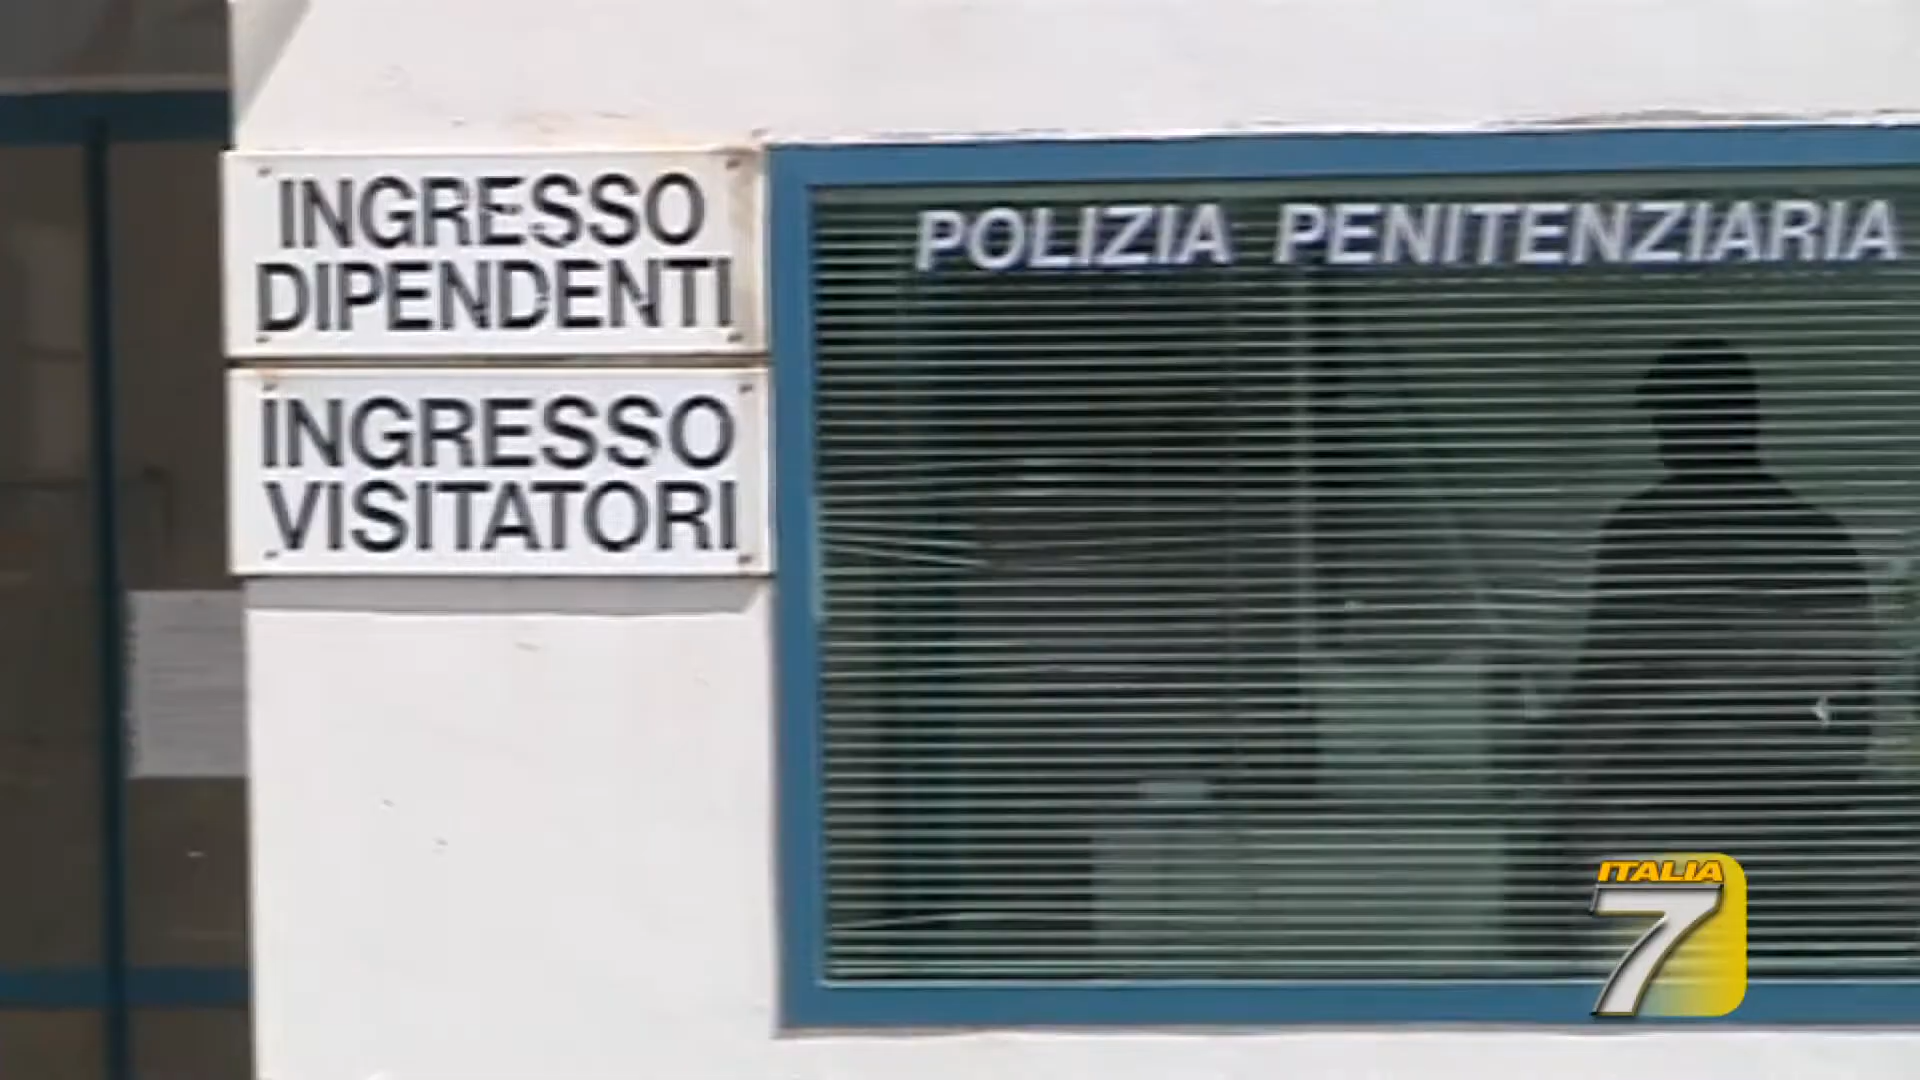 INGRESSO
DIPENDENTI
INGRESSO
VISITATORI
POLIZIA PENITENZIARIA
ITALIA
7